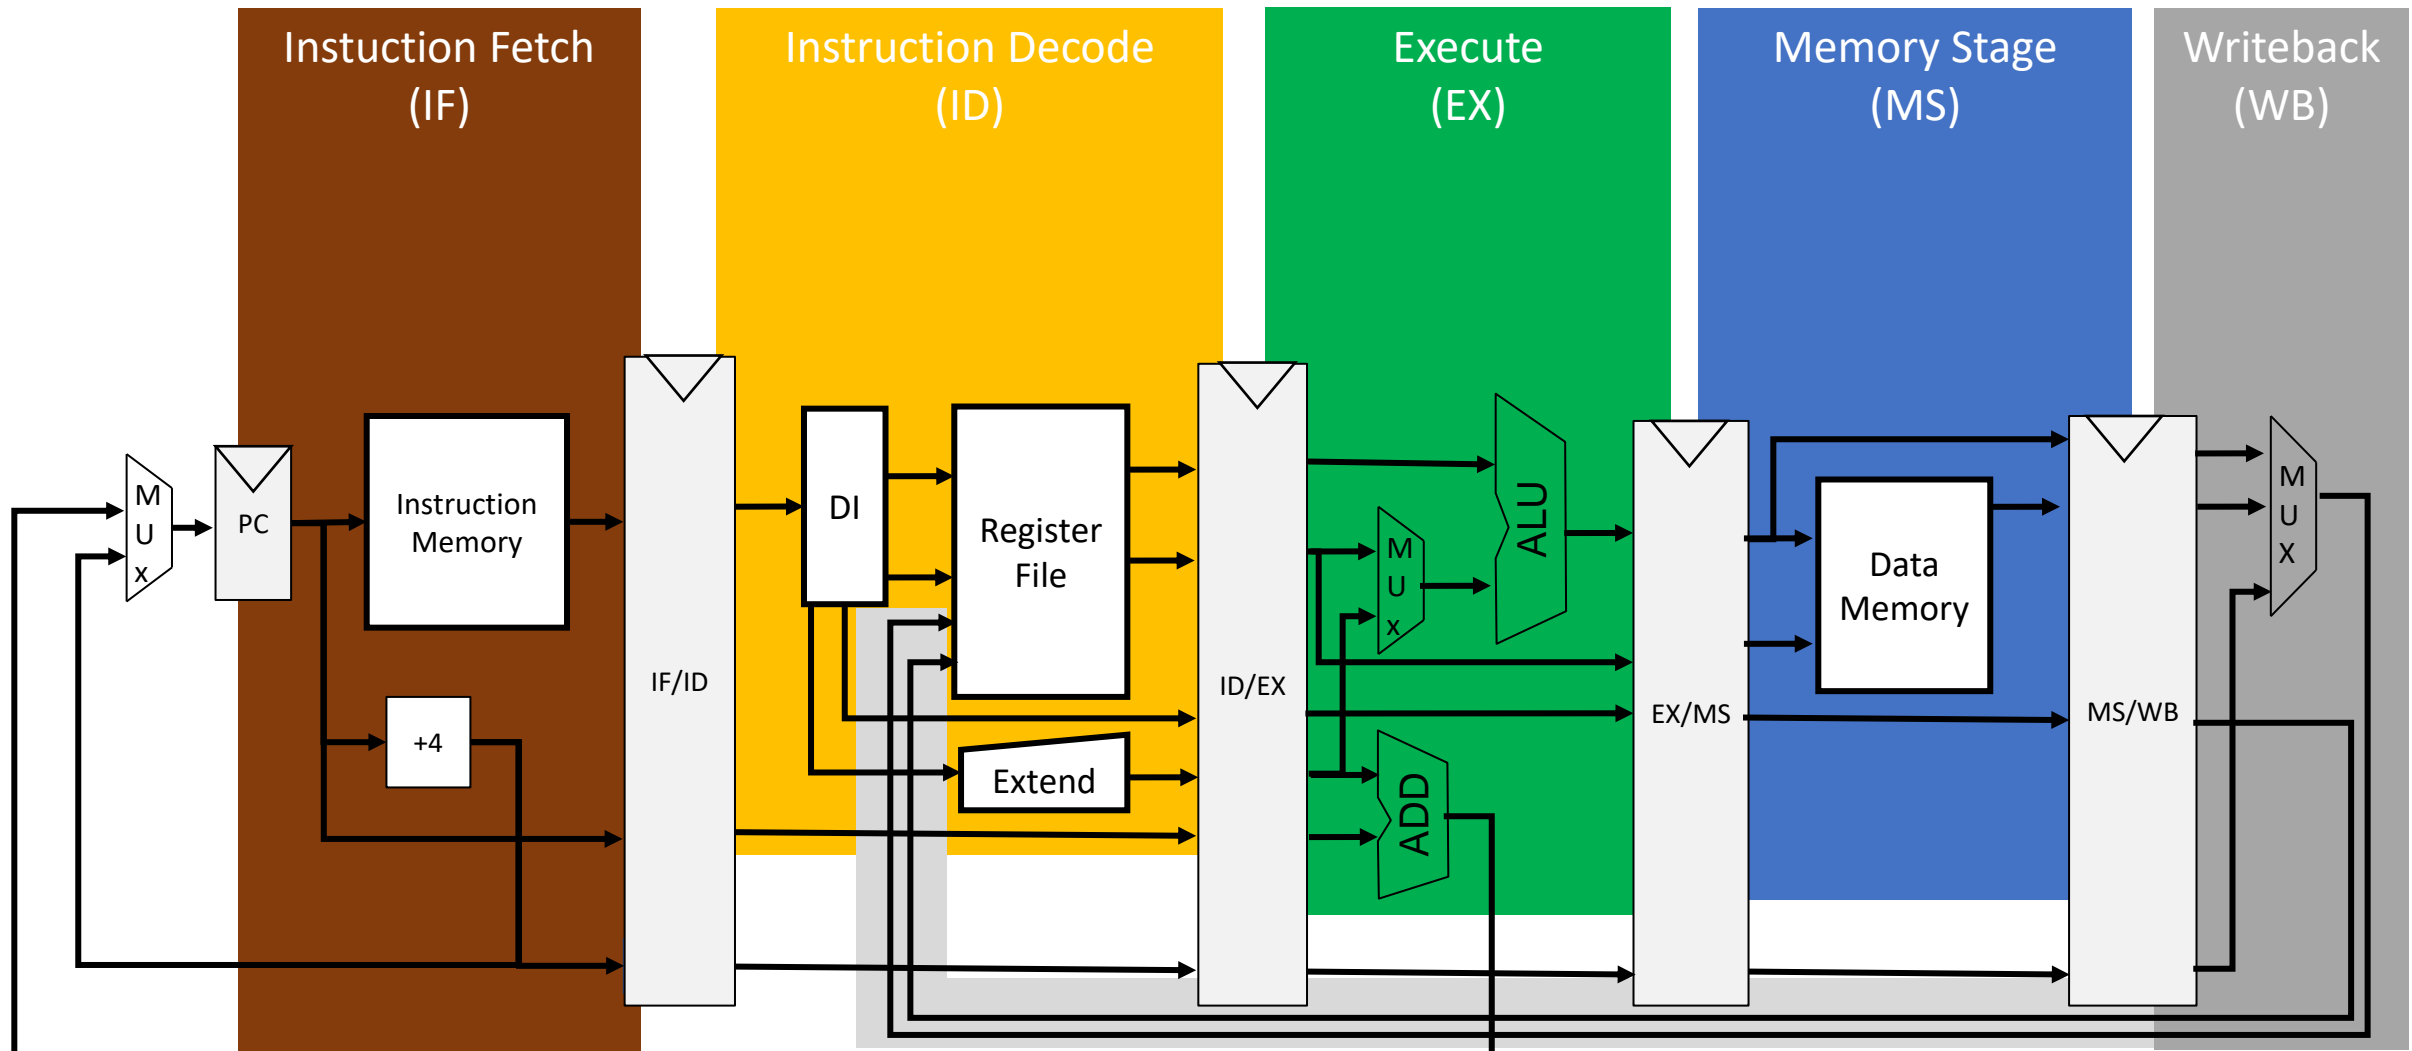 Instuction Fetch
(IF)
Instruction Decode
(ID)
Execute
(EX)
Memory Stage
(MS)
Writeback
(WB)
M
U
x
PC
Instruction
Memory
+4
IF/ID
DI
Register
File
Extend
ID/EX
M
U
x
ALU
ADD
EX/MS
Data
Memory
MS/WB
M
U
X